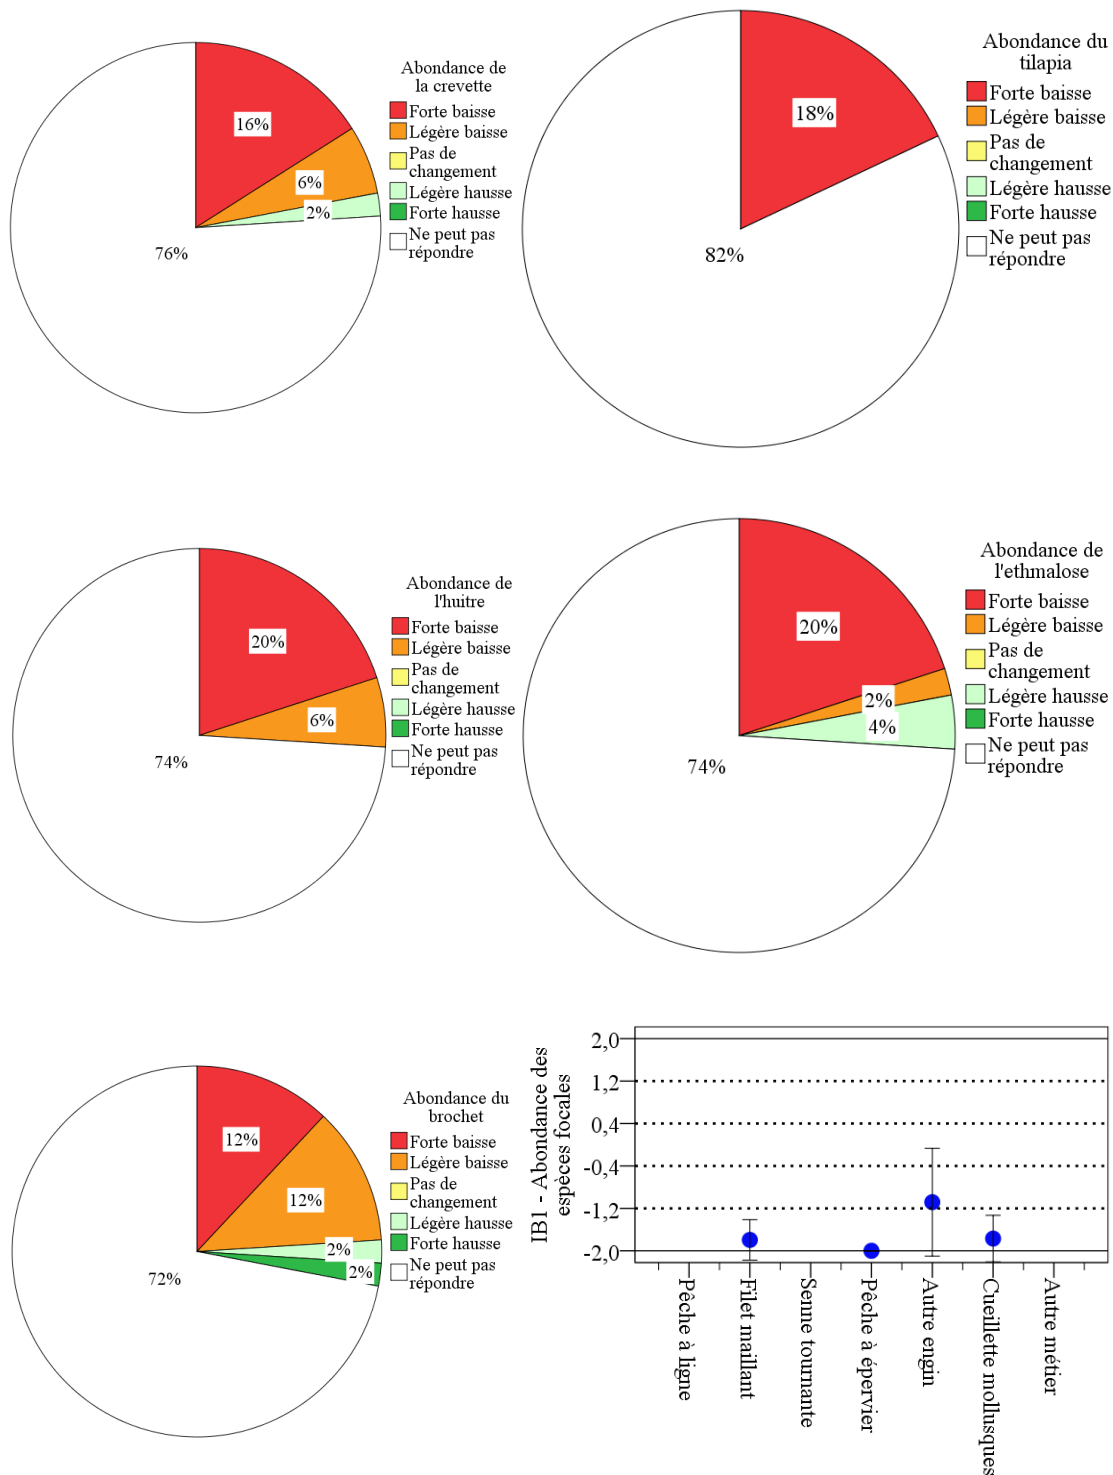 Abondance de
la crevette
Forte baisse
Légère baisse
Pas de
changement
Légère hausse
Forte hausse
Ne peut pas
répondre
16%
6%
2%
76%
Abondance du
tilapia
Forte baisse
Légère baisse
Pas de
changement
Légère hausse
Forte hausse
Ne peut pas
répondre
18%
82%
Abondance de
l'huitre
Forte baisse
Légère baisse
Pas de
changement
Légère hausse
Forte hausse
Ne peut pas
répondre
20%
6%
74%
Abondance de
l'ethmalose
Forte baisse
Légère baisse
Pas de
changement
Légère hausse
Forte hausse
Ne peut pas
répondre
20%
2%
4%
74%
Abondance du
brochet
Forte baisse
Légère baisse
Pas de
changement
Légère hausse
Forte hausse
Ne peut pas
répondre
12%
12%
2%
2%
72%
IB1 - Abondance des
espèces focales
2,0
1,2
0,4
-0,4
-1,2
-2,0
Pêche à ligne
Filet maillant
Senne tournante
Pêche à épervier
Autre engin
Cueillette mollusques
Autre métier